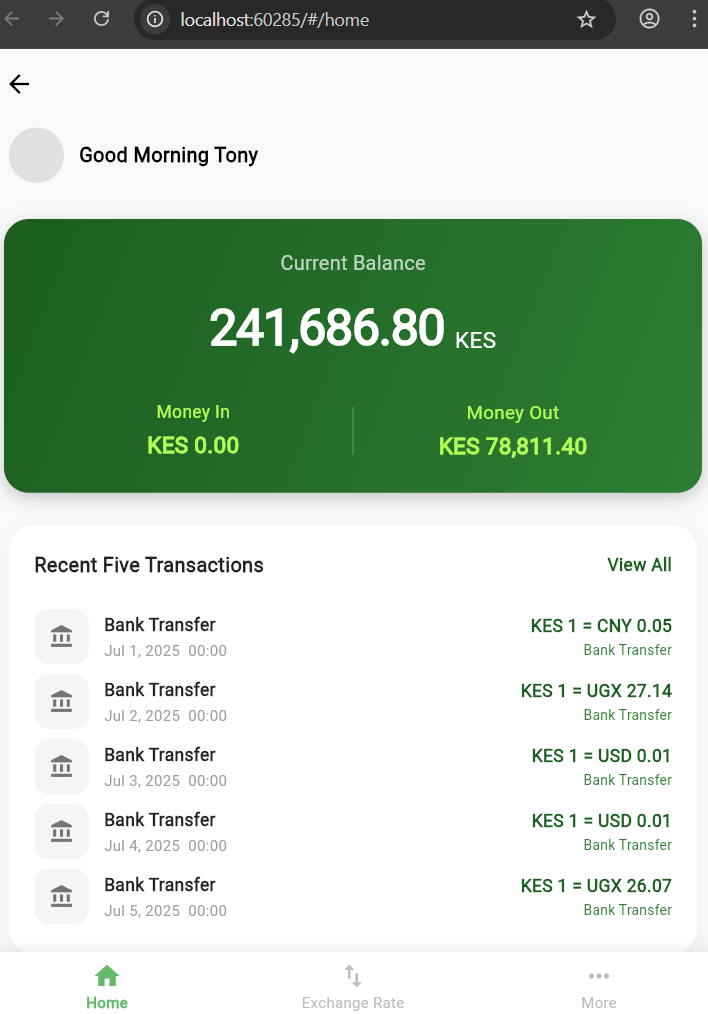 localhost:60285/#/home
Good Morning Tony
Current Balance
241,686.80 KES
Money In
KES 0.00
Money Out
KES 78,811.40
Recent Five Transactions
View All
Bank Transfer
KES 1 = CNY 0.05
Jul 1, 2025 00:00
Bank Transfer
Bank Transfer
KES 1 = UGX 27.14
Jul 2, 2025 00:00
Bank Transfer
Bank Transfer
KES 1 = USD 0.01
Jul 3, 2025 00:00
Bank Transfer
Bank Transfer
KES 1 = USD 0.01
Jul 4, 2025 00:00
Bank Transfer
Bank Transfer
KES 1 = UGX 26.07
Jul 5, 2025 00:00
Bank Transfer
Home
Exchange Rate
More